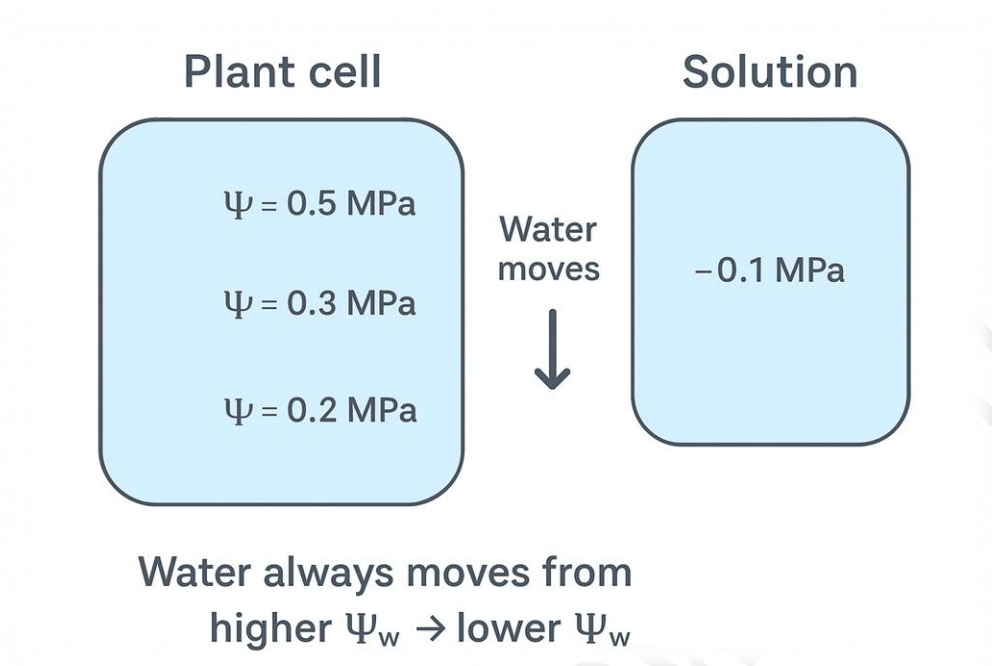 Plant cell
Solution
Ψ = 0.5 MPa
Ψ = 0.3 MPa
Ψ = 0.2 MPa
Water
moves
−0.1 MPa
Water always moves from
higher Ψw → lower Ψw